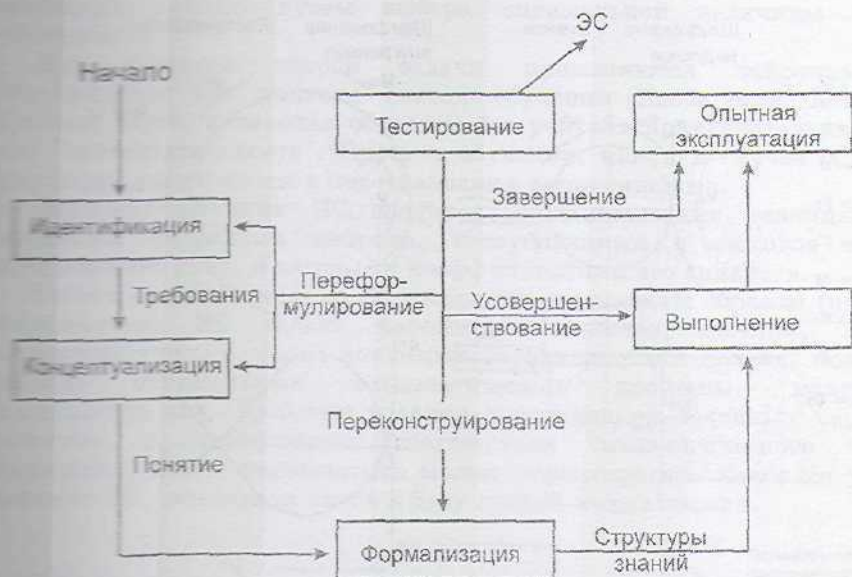 ЭС
Начало
Тестирование
Опытная
эксплуатация
Завершение
Идентификация
Требования
Перефор-
мулирование
Усовершен-
ствование
Выполнение
Концептуализация
Переконструирование
Понятие
Формализация
Структуры
знаний